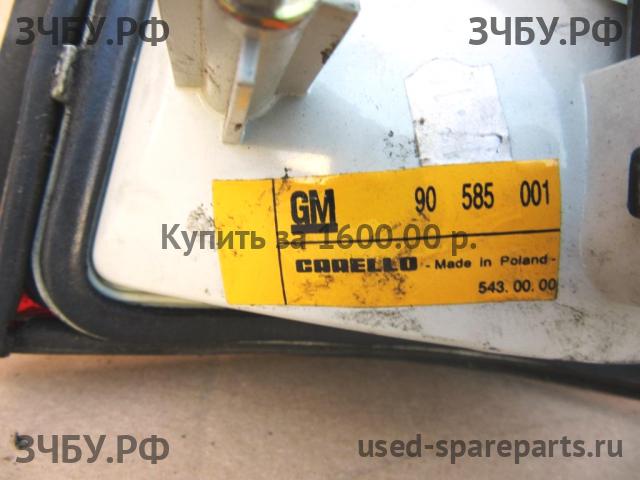 ЗЧБУ.РФ ЗЧБУ.РФ
GM 90 585 001
Купить за 1600.00 р.
CARELLO - Made in Poland -
543. 00. 00
ЗЧБУ.РФ used-spareparts.ru